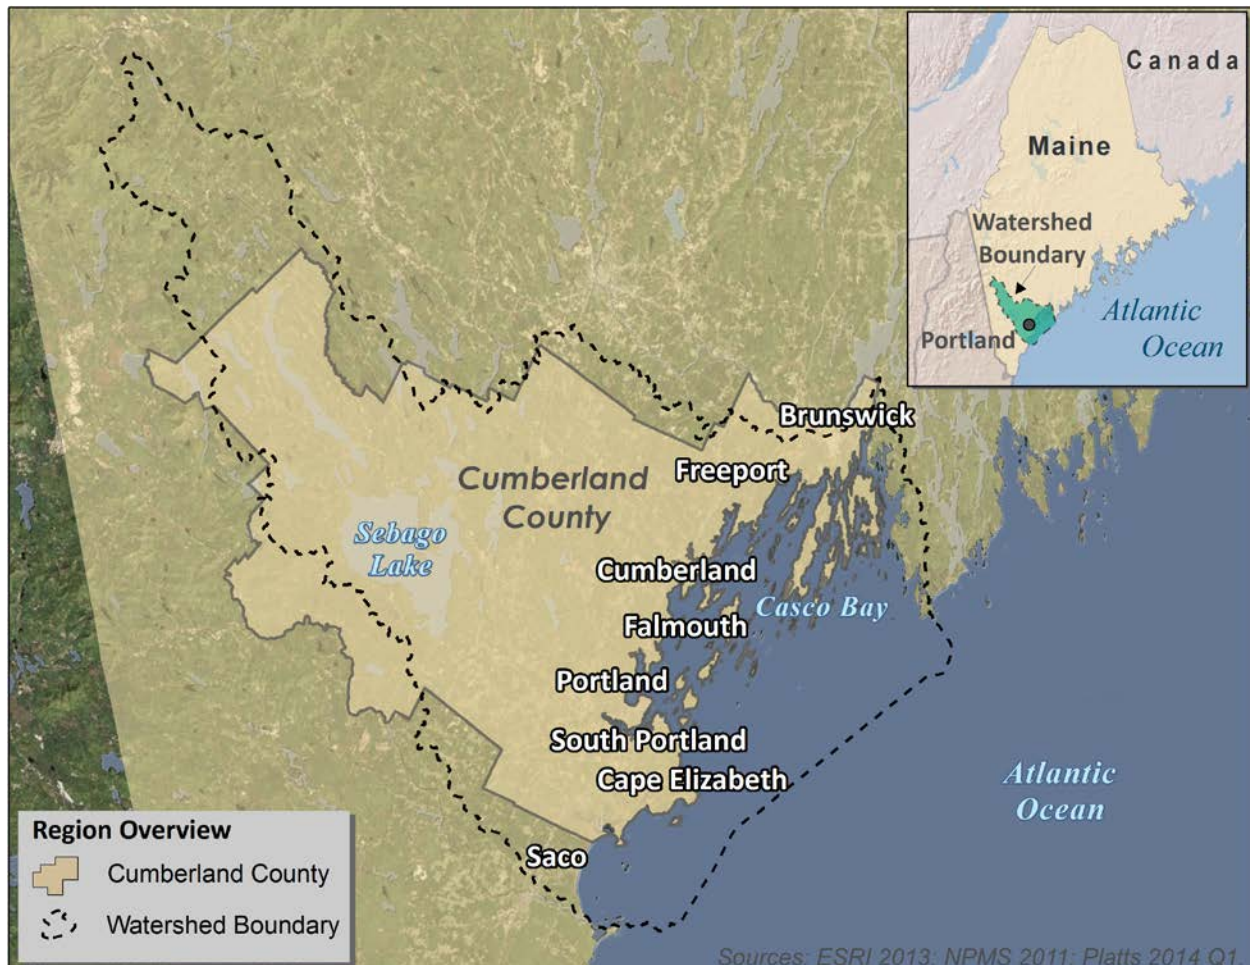 Canada
Maine
Watershed
Boundary
Portland
Atlantic
Ocean
Brunswick
Freeport
Cumberland
County
Sebago
Lake
Cumberland
Casco Bay
Falmouth
Portland
South Portland
Cape Elizabeth
Atlantic
Ocean
Saco
Region Overview
Cumberland County
Watershed Boundary
Sources: ESRI 2013; NPMS 2011; Platts 2014 Q1.